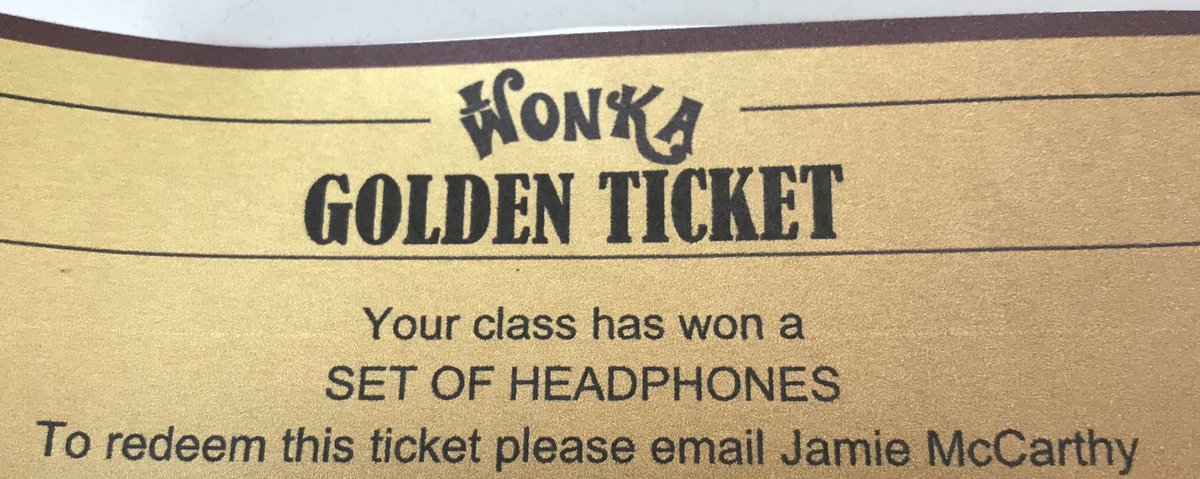 WONKA
GOLDEN TICKET
Your class has won a
SET OF HEADPHONES
To redeem this ticket please email Jamie McCarthy